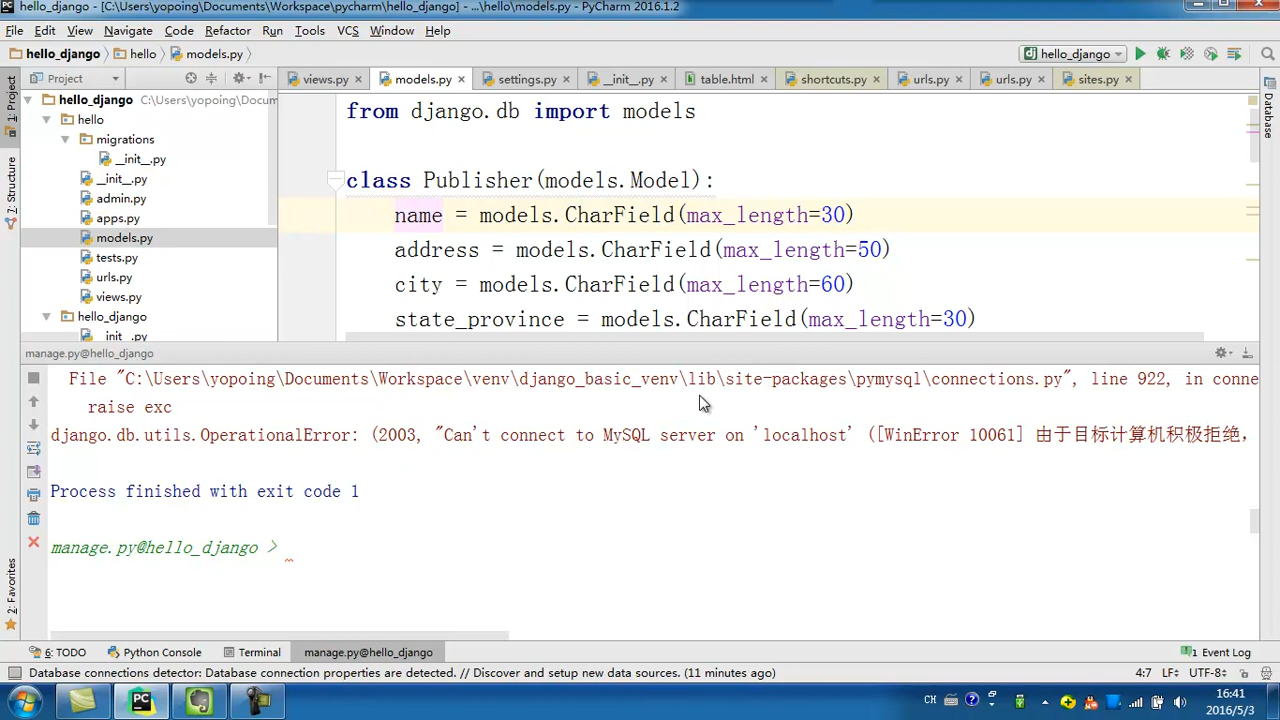 hello_django - [C:\Users\yopoing\Documents\Workspace\pycharm\hello_django] - ...\hello\models.py - PyCharm 2016.1.2
File Edit View Navigate Code Refactor Run Tools VCS Window Help
hello_django hello models.py hello_django
Project
views.py models.py settings.py __init__.py table.html shortcuts.py urls.py urls.py sites.py
1: Project
7: Structure
2: Favorites
Database
hello_django C:\Users\yopoing\Docum
hello
migrations
__init__.py
__init__.py
admin.py
apps.py
models.py
tests.py
urls.py
views.py
hello_django
__init__.py
from django.db import models
class Publisher(models.Model):
name = models.CharField(max_length=30)
address = models.CharField(max_length=50)
city = models.CharField(max_length=60)
state_province = models.CharField(max_length=30)
manage.py@hello_django
File "C:\Users\yopoing\Documents\Workspace\venv\django_basic_venv\lib\site-packages\pymysql\connections.py", line 922, in conne
raise exc
django.db.utils.OperationalError: (2003, "Can't connect to MySQL server on 'localhost' ([WinError 10061] 由于目标计算机积极拒绝,
Process finished with exit code 1
manage.py@hello_django >
6: TODO Python Console Terminal manage.py@hello_django 1 Event Log
Database connections detector: Database connection properties are detected. // Discover and setup new data sources. (11 minutes ago) 4:7 LF÷ UTF-8÷
CH 16:41
2016/5/3